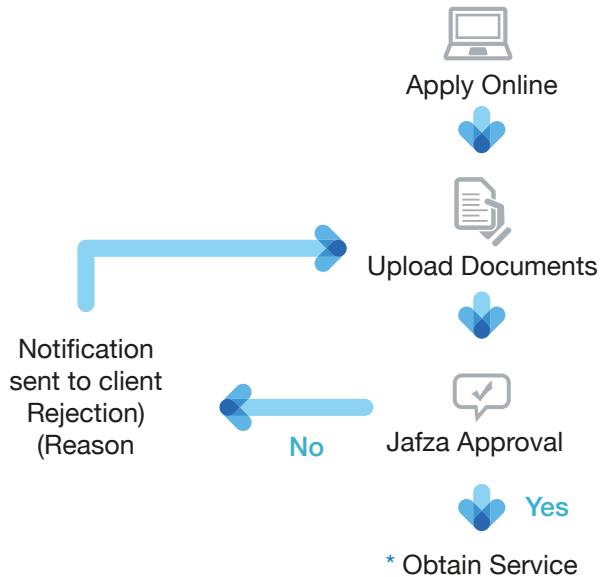 Apply Online
Upload Documents
Notification
sent to client
Rejection)
(Reason
No
Jafza Approval
Yes
* Obtain Service